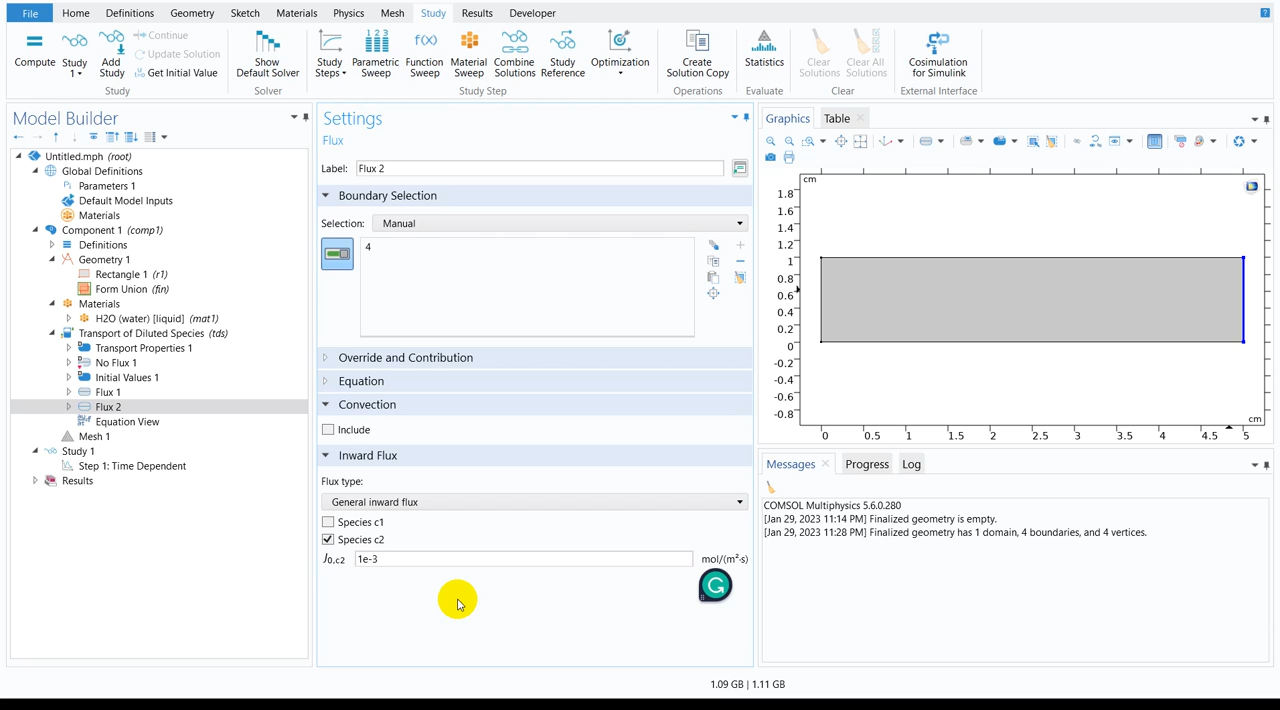 File Home Definitions Geometry Sketch Materials Physics Mesh Study Results Developer
Compute
Study
1
Add
Study
Continue
Update Solution
Get Initial Value
Show
Default Solver
Study
Steps
Parametric
Sweep
f(x)
Function
Sweep
Material
Sweep
Combine
Solutions
Study
Reference
Optimization
Create
Solution Copy
Statistics
Clear
Solutions
Clear All
Solutions
Cosimulation
for Simulink
Study Solver Study Step Operations Evaluate Clear External Interface
Model Builder
Untitled.mph (root)
Global Definitions
Parameters 1
Default Model Inputs
Materials
Component 1 (comp1)
Definitions
Geometry 1
Rectangle 1 (r1)
Form Union (fin)
Materials
H2O (water) [liquid] (mat1)
Transport of Diluted Species (tds)
Transport Properties 1
No Flux 1
Initial Values 1
Flux 1
Flux 2
Equation View
Mesh 1
Study 1
Step 1: Time Dependent
Results
Settings
Flux
Label: Flux 2
Boundary Selection
Selection: Manual
4
Override and Contribution
Equation
Convection
Include
Inward Flux
Flux type:
General inward flux
Species c1
Species c2
J0,c2 1e-3 mol/(m²·s)
Graphics Table
cm
1.8
1.6
1.4
1.2
1
0.8
0.6
0.4
0.2
0
-0.2
-0.4
-0.6
-0.8
cm
0 0.5 1 1.5 2 2.5 3 3.5 4 4.5 5
Messages Progress Log
COMSOL Multiphysics 5.6.0.280
[Jan 29, 2023 11:14 PM] Finalized geometry is empty.
[Jan 29, 2023 11:28 PM] Finalized geometry has 1 domain, 4 boundaries, and 4 vertices.
1.09 GB | 1.11 GB